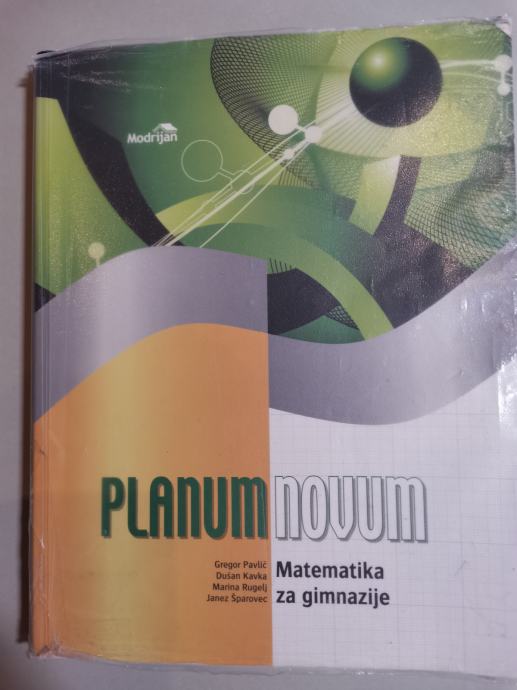 Modrijan
PLANUM NOVUM
Gregor Pavlič
Dušan Kavka
Marina Rugelj
Janez Šparovec
Matematika
za gimnazije